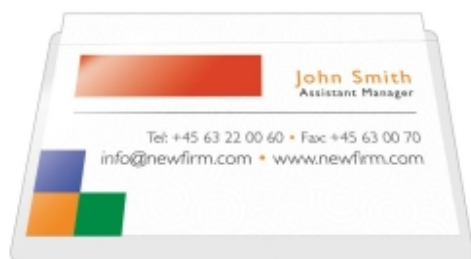 John Smith
Assistant Manager
Tel: +45 63 22 00 60 • Fax: +45 63 00 70
info@newfirm.com • www.newfirm.com